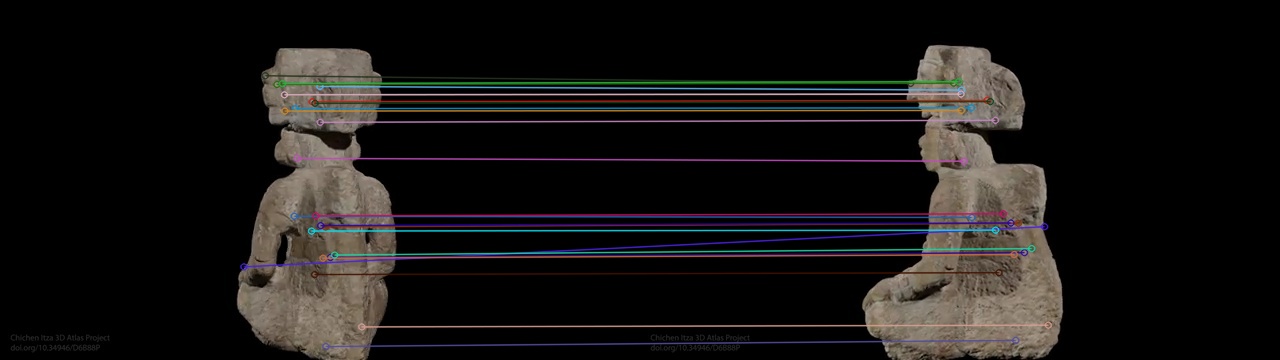 Chichen Itza 3D Atlas Project
doi.org/10.34946/D6B88P
Chichen Itza 3D Atlas Project
doi.org/10.34946/D6B88P